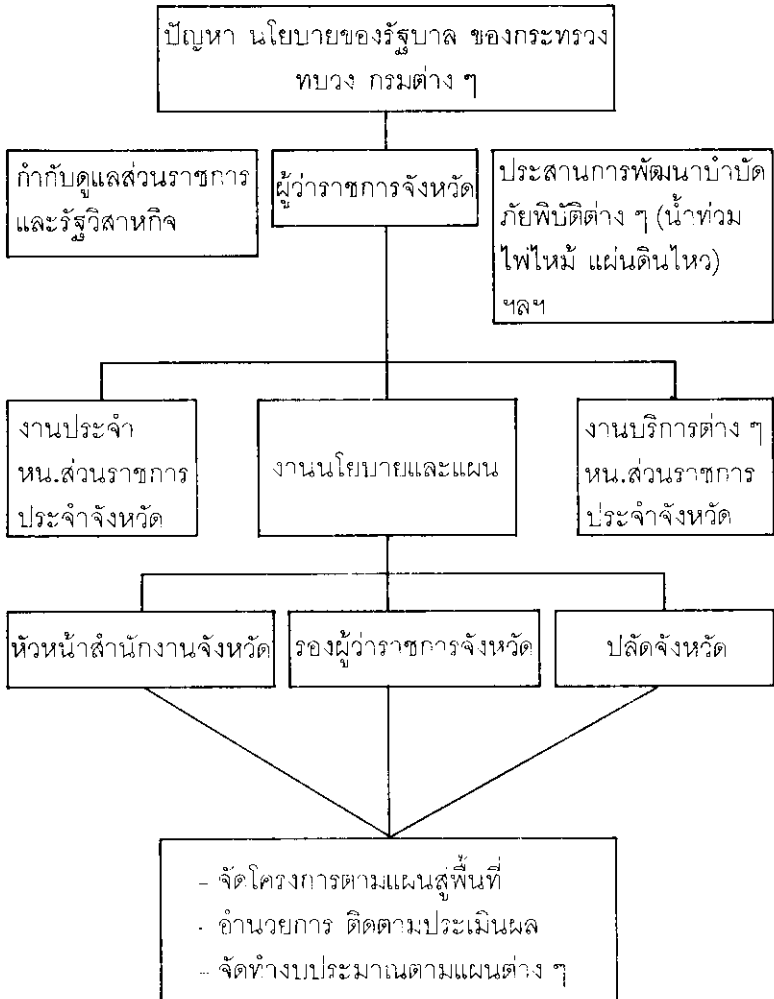 ปัญหา นโยบายของรัฐบาล ของกระทรวง
ทบวง กรมต่าง ๆ
กำกับดูแลส่วนราชการ
และรัฐวิสาหกิจ
ผู้ว่าราชการจังหวัด
ประสานการพัฒนาบำบัด
ภัยพิบัติต่าง ๆ (น้ำท่วม
ไฟไหม้ แผ่นดินไหว)
ฯลฯ
งานประจำ
หน.ส่วนราชการ
ประจำจังหวัด
งานนโยบายและแผน
งานบริการต่าง ๆ
หน.ส่วนราชการ
ประจำจังหวัด
หัวหน้าสำนักงานจังหวัด
รองผู้ว่าราชการจังหวัด
ปลัดจังหวัด
- จัดโครงการตามแผนสู่พื้นที่
- อำนวยการ ติดตามประเมินผล
- จัดทำงบประมาณตามแผนต่าง ๆ